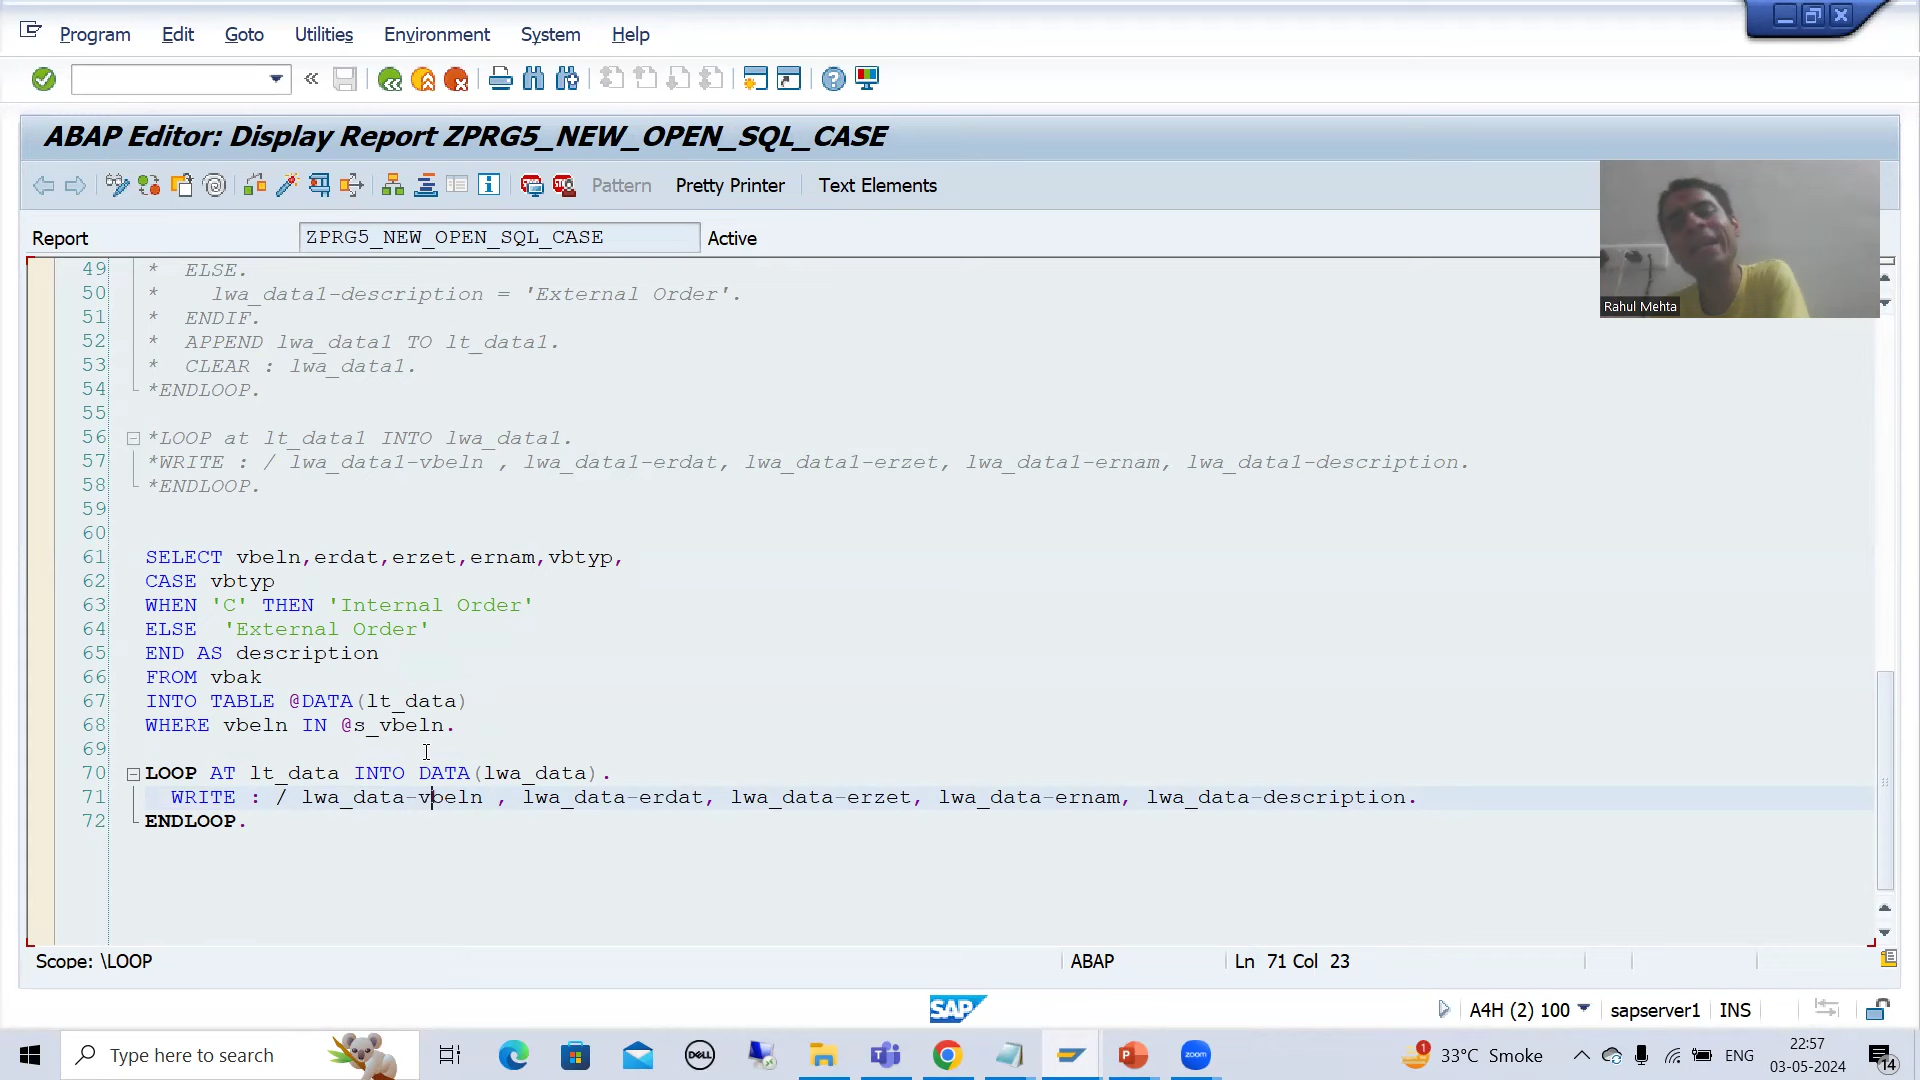 Program Edit Goto Utilities Environment System Help
ABAP Editor: Display Report ZPRG5_NEW_OPEN_SQL_CASE
Pattern Pretty Printer Text Elements
Report ZPRG5_NEW_OPEN_SQL_CASE Active
Rahul Mehta
49 * ELSE.
50 * lwa_data1-description = 'External Order'.
51 * ENDIF.
52 * APPEND lwa_data1 TO lt_data1.
53 * CLEAR : lwa_data1.
54 *ENDLOOP.
55
56 *LOOP at lt_data1 INTO lwa_data1.
57 *WRITE : / lwa_data1-vbeln , lwa_data1-erdat, lwa_data1-erzet, lwa_data1-ernam, lwa_data1-description.
58 *ENDLOOP.
59
60
61 SELECT vbeln,erdat,erzet,ernam,vbtyp,
62 CASE vbtyp
63 WHEN 'C' THEN 'Internal Order'
64 ELSE 'External Order'
65 END AS description
66 FROM vbak
67 INTO TABLE @DATA(lt_data)
68 WHERE vbeln IN @s_vbeln.
69
70 LOOP AT lt_data INTO DATA(lwa_data).
71 WRITE : / lwa_data-vbeln , lwa_data-erdat, lwa_data-erzet, lwa_data-ernam, lwa_data-description.
72 ENDLOOP.
Scope: \LOOP ABAP Ln 71 Col 23
SAP A4H (2) 100 sapserver1 INS
Type here to search DELL zoom 1 33°C Smoke ENG 22:57
03-05-2024 14